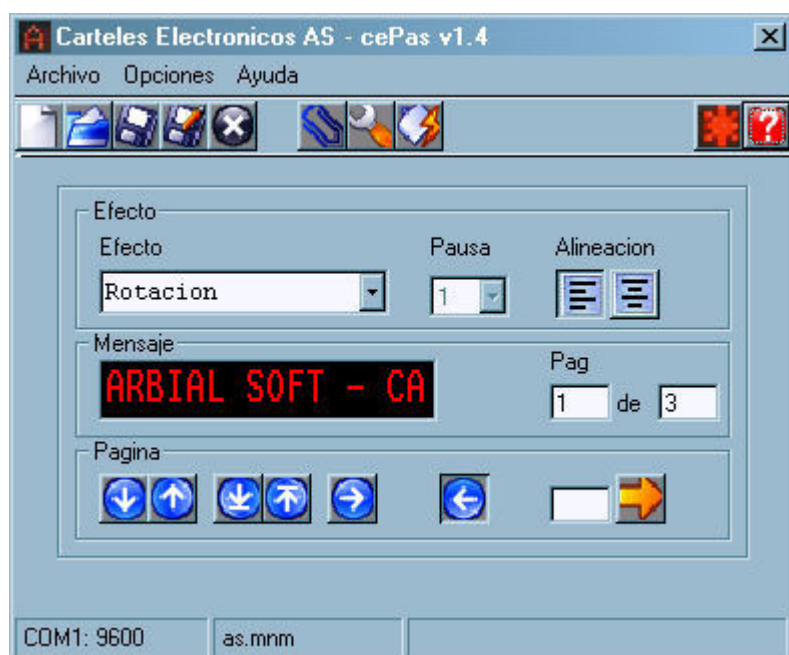 Carteles Electronicos AS - cePas v1.4
Archivo Opciones Ayuda
Efecto
Efecto Pausa Alineacion
Rotacion 1
Mensaje
Pag
ARBIAL SOFT - CA
1 de 3
Pagina
COM1: 9600 as.mnm